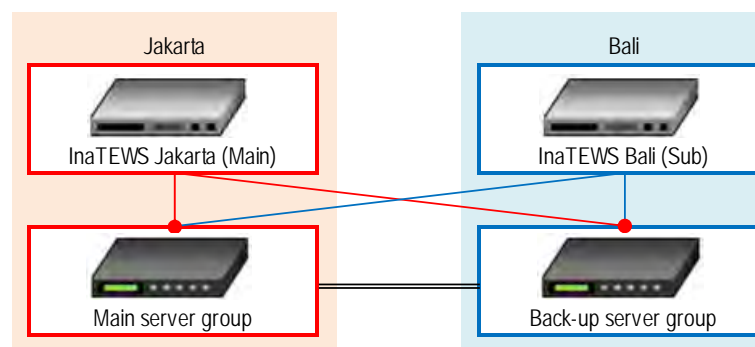 Jakarta
Bali
InaTEWS Jakarta (Main)
InaTEWS Bali (Sub)
Main server group
Back-up server group